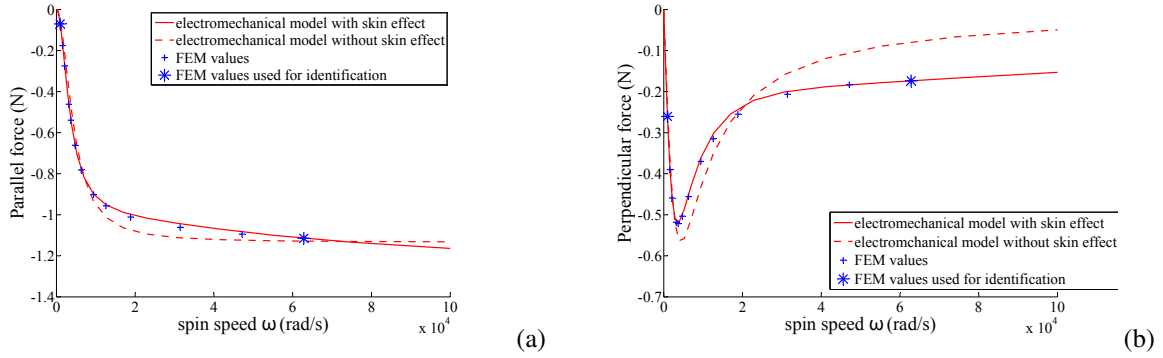 0
-0.2
-0.4
-0.6
-0.8
-1
-1.2
-1.4
Parallel force (N)
electromechanical model with skin effect
electromechanical model without skin effect
FEM values
FEM values used for identification
0 2 4 6 8 10
x 10^4
spin speed ω (rad/s)
(a)
0
-0.1
-0.2
-0.3
-0.4
-0.5
-0.6
-0.7
Perpendicular force (N)
electromechanical model with skin effect
electromchanical model without skin effect
FEM values
FEM values used for identification
0 2 4 6 8 10
x 10^4
spin speed ω (rad/s)
(b)